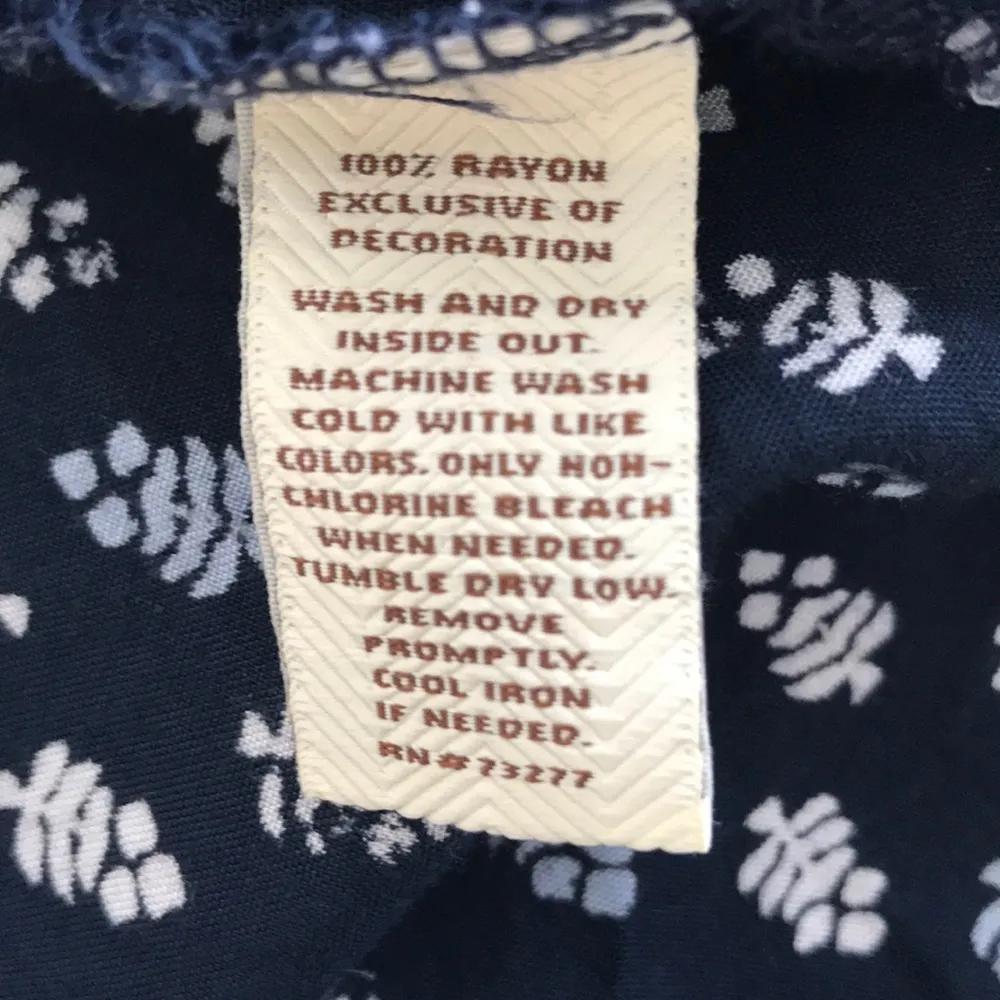 100% RAYON
EXCLUSIVE OF
DECORATION
WASH AND DRY
INSIDE OUT.
MACHINE WASH
COLD WITH LIKE
COLORS. ONLY NON-
CHLORINE BLEACH
WHEN NEEDED.
TUMBLE DRY LOW.
REMOVE
PROMPTLY.
COOL IRON
IF NEEDED.
RN#73277